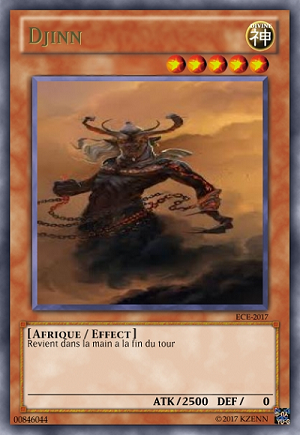 Djinn
DIVINE
神
ECE-2017
[Afrique / Effect]
Revient dans la main a la fin du tour
ATK/2500 DEF/ 0
00846044
©2017 KZENN